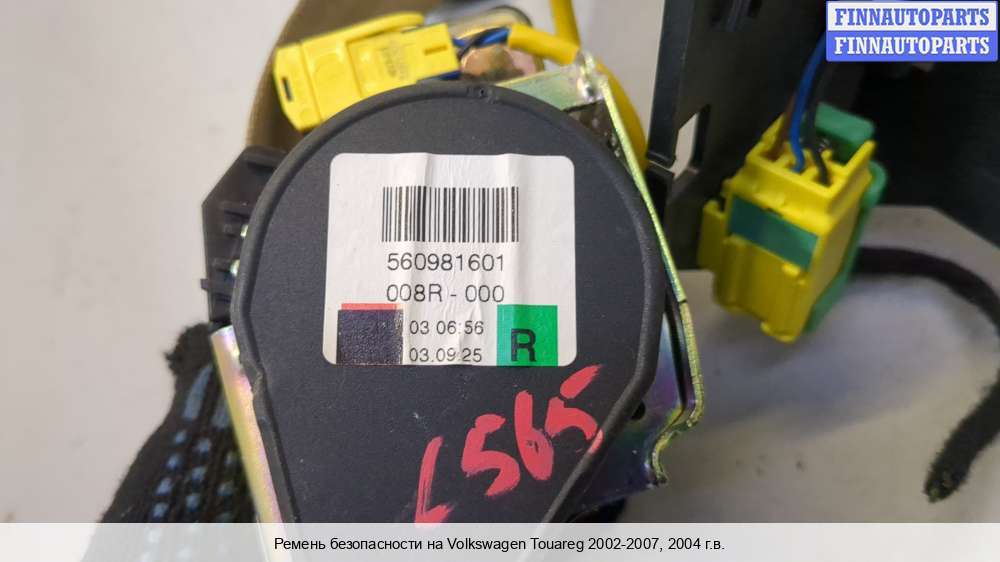 FINNAUTOPARTS
FINNAUTOPARTS
560981601
008R - 000
03 06:56
03.09.25
R
L565
Ремень безопасности на Volkswagen Touareg 2002-2007, 2004 г.в.